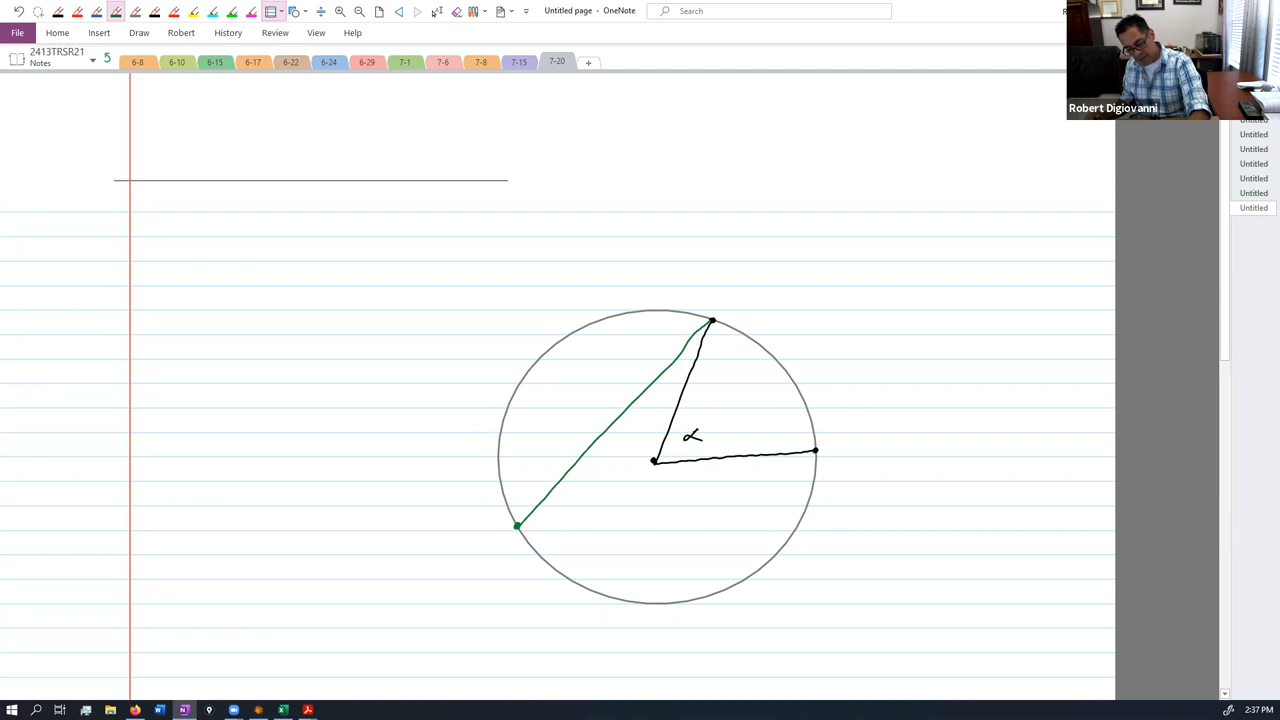 Untitled page - OneNote
Search
File
Home
Insert
Draw
Robert
History
Review
View
Help
2413TRSR21
Notes
6-8
6-10
6-15
6-17
6-22
6-24
6-29
7-1
7-6
7-8
7-15
7-20
Robert Digiovanni
Untitled
Untitled
Untitled
Untitled
Untitled
Untitled
Untitled
α
2:37 PM